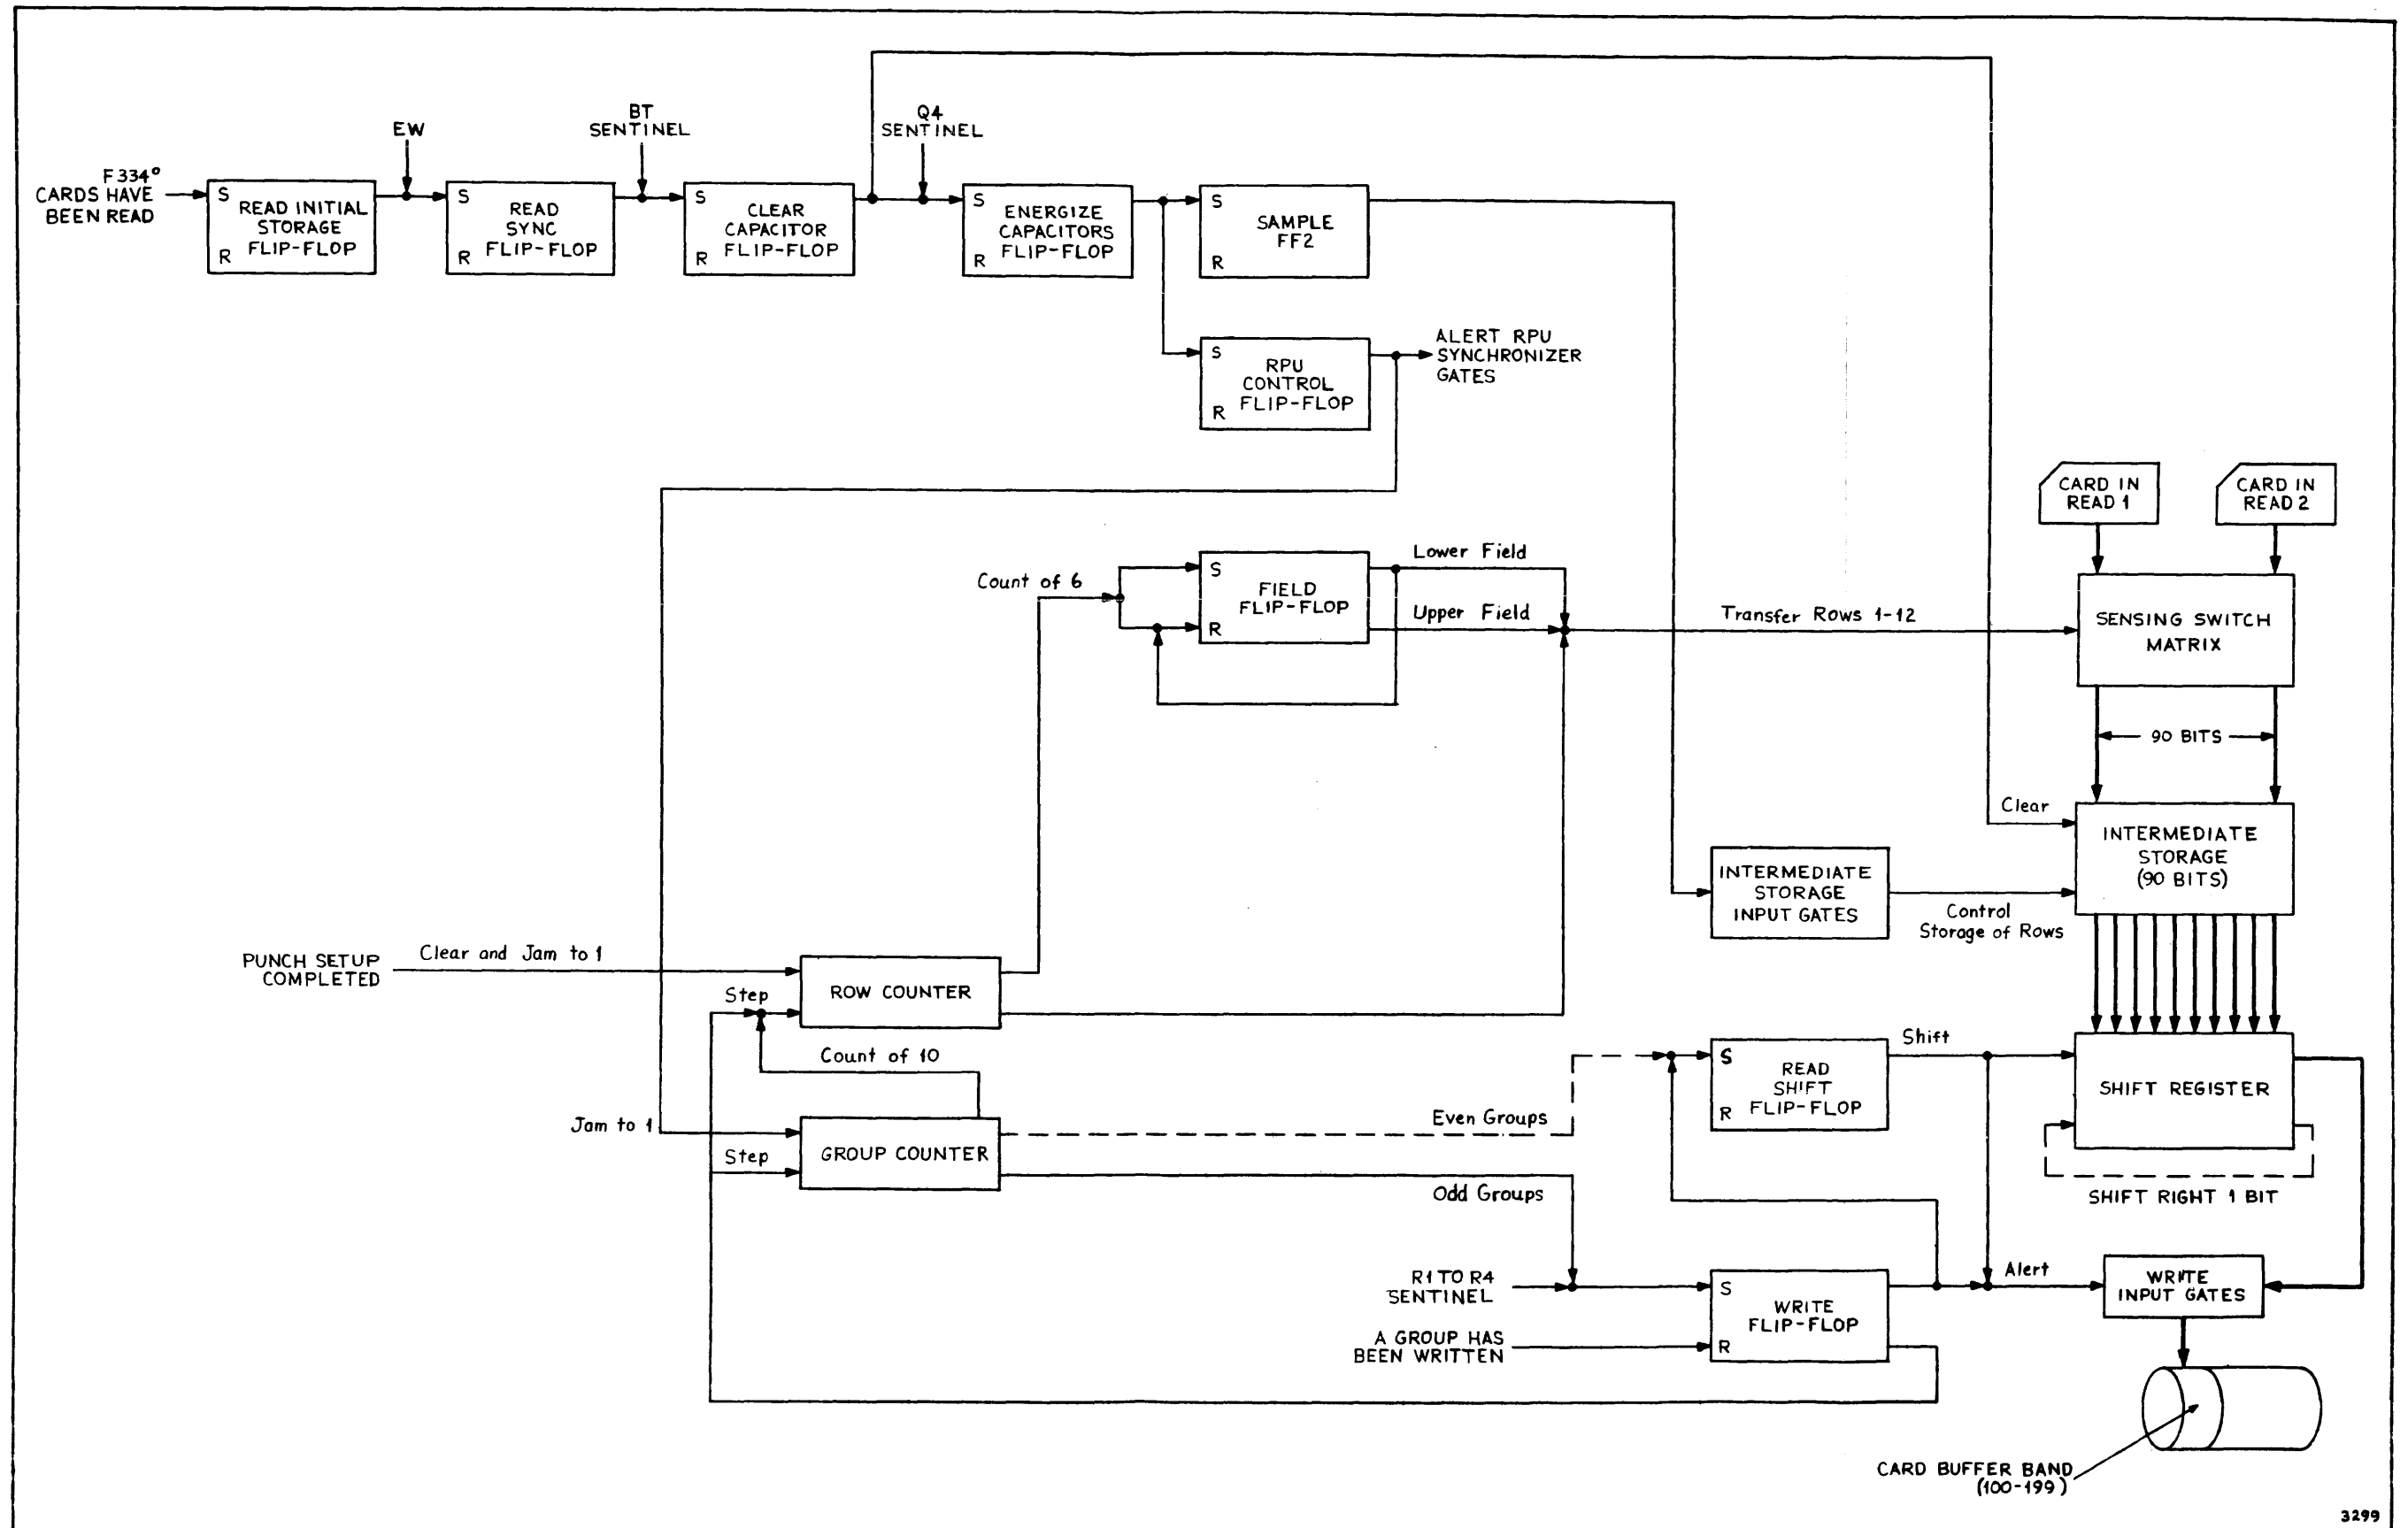 F 334°
CARDS HAVE
BEEN READ
S
READ INITIAL
STORAGE
FLIP-FLOP
R
EW
S
READ
SYNC
FLIP-FLOP
R
BT
SENTINEL
S
CLEAR
CAPACITOR
FLIP-FLOP
R
Q4
SENTINEL
S
ENERGIZE
CAPACITORS
FLIP-FLOP
R
S
SAMPLE
FF2
R
S
RPU
CONTROL
FLIP-FLOP
R
ALERT RPU
SYNCHRONIZER
GATES
CARD IN
READ 1
CARD IN
READ 2
Count of 6
S
FIELD
FLIP-FLOP
R
Lower Field
Upper Field
Transfer Rows 1-12
SENSING SWITCH
MATRIX
90 BITS
Clear
INTERMEDIATE
STORAGE
(90 BITS)
INTERMEDIATE
STORAGE
INPUT GATES
Control
Storage of Rows
PUNCH SETUP
COMPLETED
Clear and Jam to 1
Step
ROW COUNTER
Count of 10
Jam to 1
Step
GROUP COUNTER
Even Groups
Odd Groups
S
READ
SHIFT
FLIP-FLOP
R
Shift
SHIFT REGISTER
SHIFT RIGHT 1 BIT
R1 TO R4
SENTINEL
A GROUP HAS
BEEN WRITTEN
S
WRITE
FLIP-FLOP
R
Alert
WRITE
INPUT GATES
CARD BUFFER BAND
(100-199)
3299